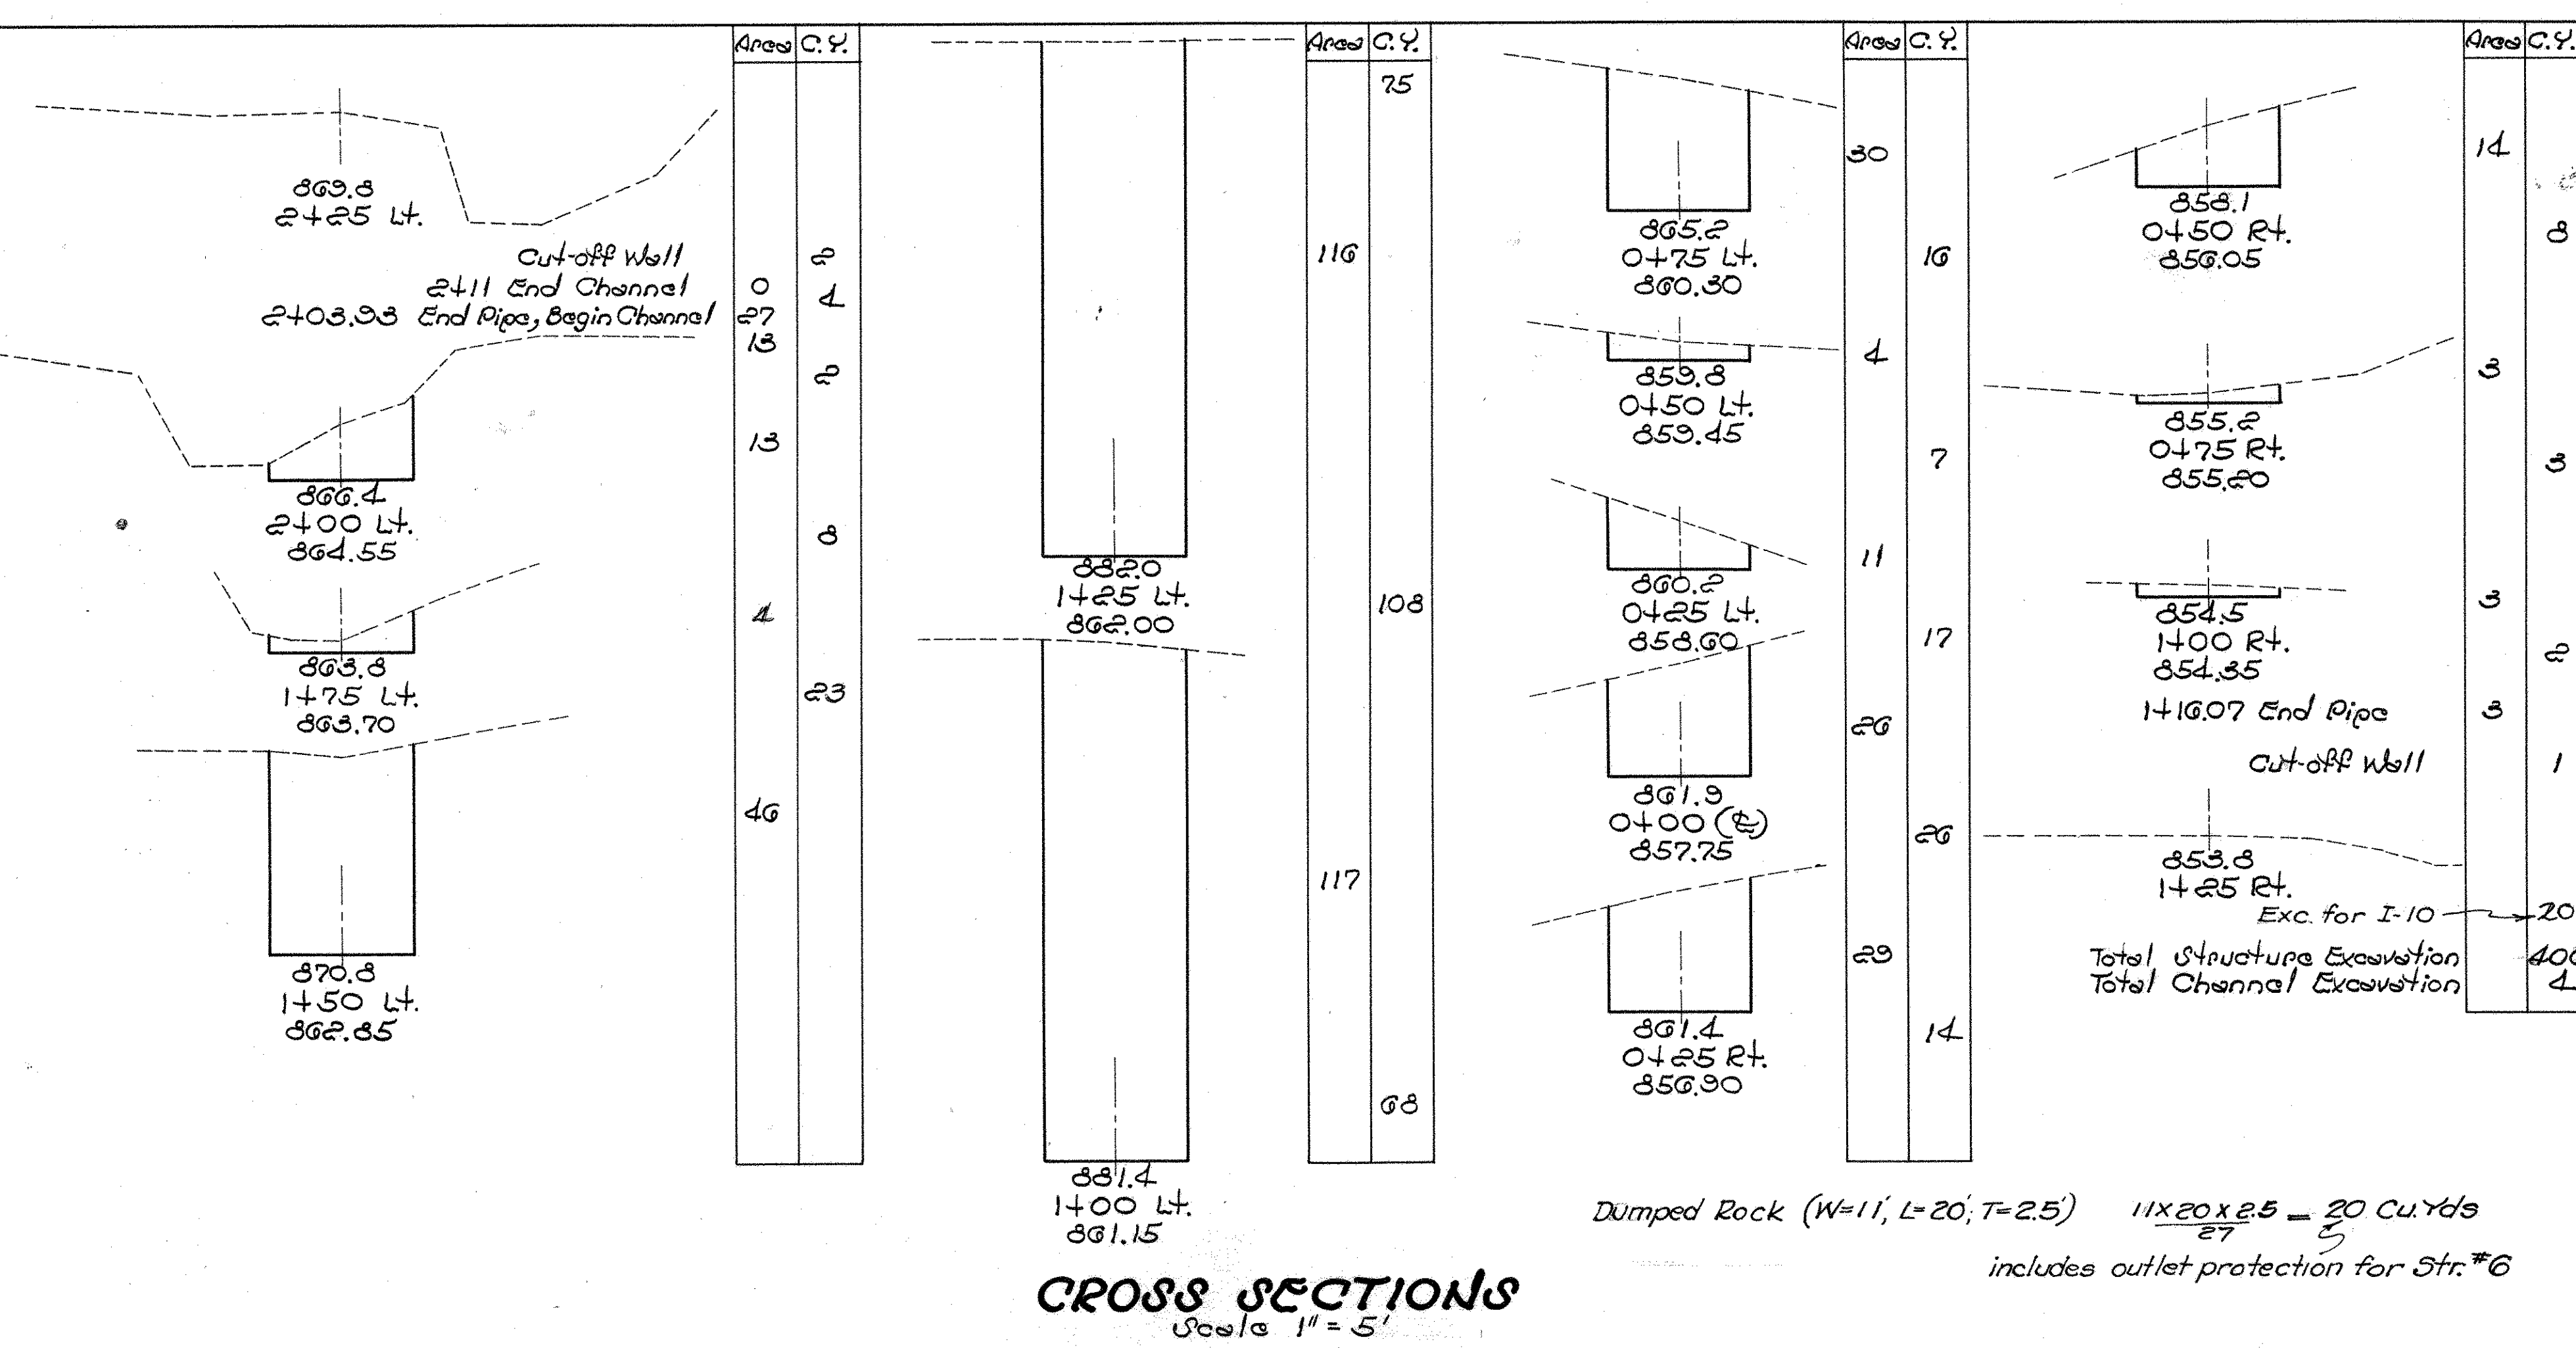 Area C.Y.
869.8
2+25 Lt.
Cut-off Wall 2
2+11 End Channel 0 4
2+03.93 End Pipe, Begin Channel 27
13
2
866.4
2+00 Lt.
864.55
13
8
863.8
1+75 Lt.
863.70
4
23
870.8
1+50 Lt.
862.85
46
Area C.Y.
75
116
882.0
1+25 Lt.
862.00
108
117
68
881.4
1+00 Lt.
861.15
Area C.Y.
30
865.2
0+75 Lt.
860.30
16
4
859.8
0+50 Lt.
859.45
7
11
860.2
0+25 Lt.
858.60
17
26
861.9
0+00 (℄)
857.75
26
29
861.4
0+25 Rt.
856.90
14
Area C.Y.
14
858.1
0+50 Rt.
856.05
8
3
855.2
0+75 Rt.
855.20
3
3
854.5
1+00 Rt.
854.35
2
1+16.07 End Pipe 3
Cut-off Wall 1
853.8
1+25 Rt.
Exc. for I-10 20
Total Structure Excavation
Total Channel Excavation 4
Dumped Rock (W=11', L=20', T=2.5') 11x20x2.5 = 20 Cu.Yds
27
includes outlet protection for Str.#6
CROSS SECTIONS
Scale 1" = 5'